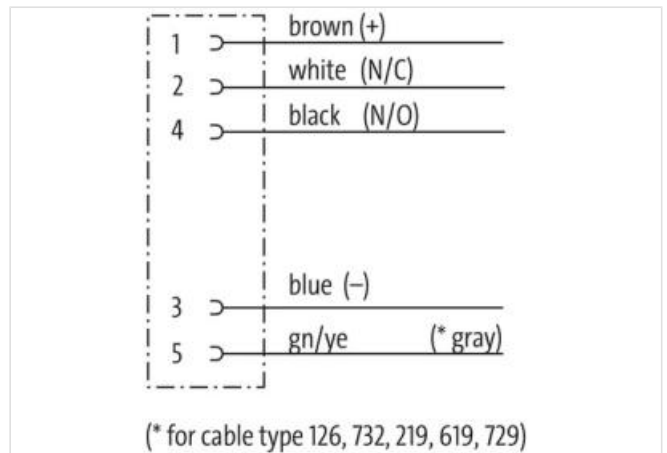 1 brown (+)
2 white (N/C)
4 black (N/O)
3 blue (–)
5 gn/ye (* gray)
(* for cable type 126, 732, 219, 619, 729)